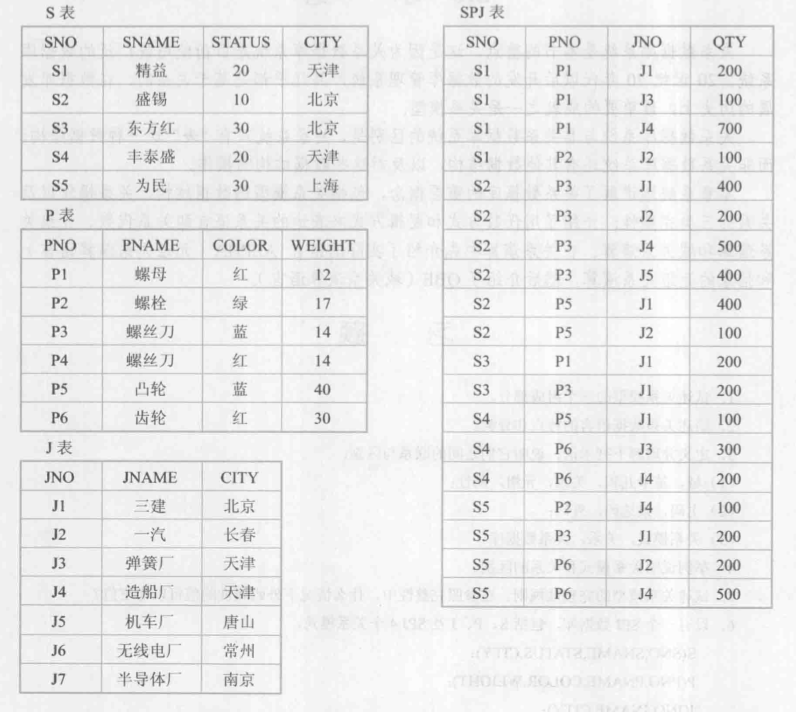 S 表
SNO SNAME STATUS CITY
S1 精益 20 天津
S2 盛锡 10 北京
S3 东方红 30 北京
S4 丰泰盛 20 天津
S5 为民 30 上海
P 表
PNO PNAME COLOR WEIGHT
P1 螺母 红 12
P2 螺栓 绿 17
P3 螺丝刀 蓝 14
P4 螺丝刀 红 14
P5 凸轮 蓝 40
P6 齿轮 红 30
J 表
JNO JNAME CITY
J1 三建 北京
J2 一汽 长春
J3 弹簧厂 天津
J4 造船厂 天津
J5 机车厂 唐山
J6 无线电厂 常州
J7 半导体厂 南京
SPJ 表
SNO PNO JNO QTY
S1 P1 J1 200
S1 P1 J3 100
S1 P1 J4 700
S1 P2 J2 100
S2 P3 J1 400
S2 P3 J2 200
S2 P3 J4 500
S2 P3 J5 400
S2 P5 J1 400
S2 P5 J2 100
S3 P1 J1 200
S3 P3 J1 200
S4 P5 J1 100
S4 P6 J3 300
S4 P6 J4 200
S5 P2 J4 100
S5 P3 J1 200
S5 P6 J2 200
S5 P6 J4 500